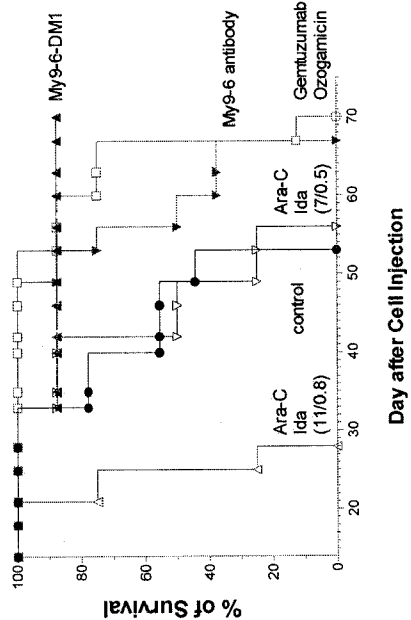 My9-6-DM1
My9-6 antibody
Gemtuzumab
Ozogamicin
Ara-C
Ida
(7/0.5)
control
Ara-C
Ida
(11/0.8)
% of Survival
100
80
60
40
20
0
20
30
40
50
60
70
Day after Cell Injection